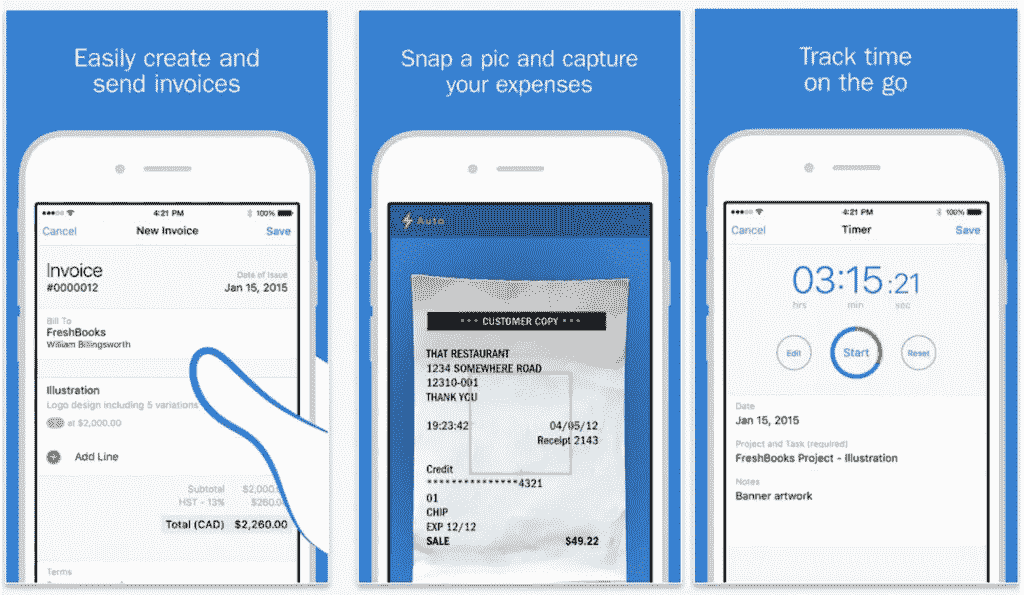 Easily create and
send invoices
4:21 PM
100%
Cancel
New Invoice
Save
Invoice
Date of Issue
#0000012
Jan 15, 2015
Bill To
FreshBooks
William Billingsworth
Illustration
Logo design including 5 variations
at $2,000.00
Add Line
Subtotal
$2,000.
HST - 13%
$260.00
Total (CAD)
$2,260.00
Terms
Snap a pic and capture
your expenses
Auto
*** CUSTOMER COPY ***
THAT RESTAURANT
1234 SOMEWHERE ROAD
12310-001
THANK YOU
19:23:42
04/05/12
Receipt 2143
Credit
***************4321
01
CHIP
EXP 12/12
SALE
$49.22
Track time
on the go
4:21 PM
100%
Cancel
Timer
Save
03:15:21
hrs
min
sec
Edit
Start
Reset
Date
Jan 15, 2015
Project and Task (required)
FreshBooks Project - Illustration
Notes
Banner artwork